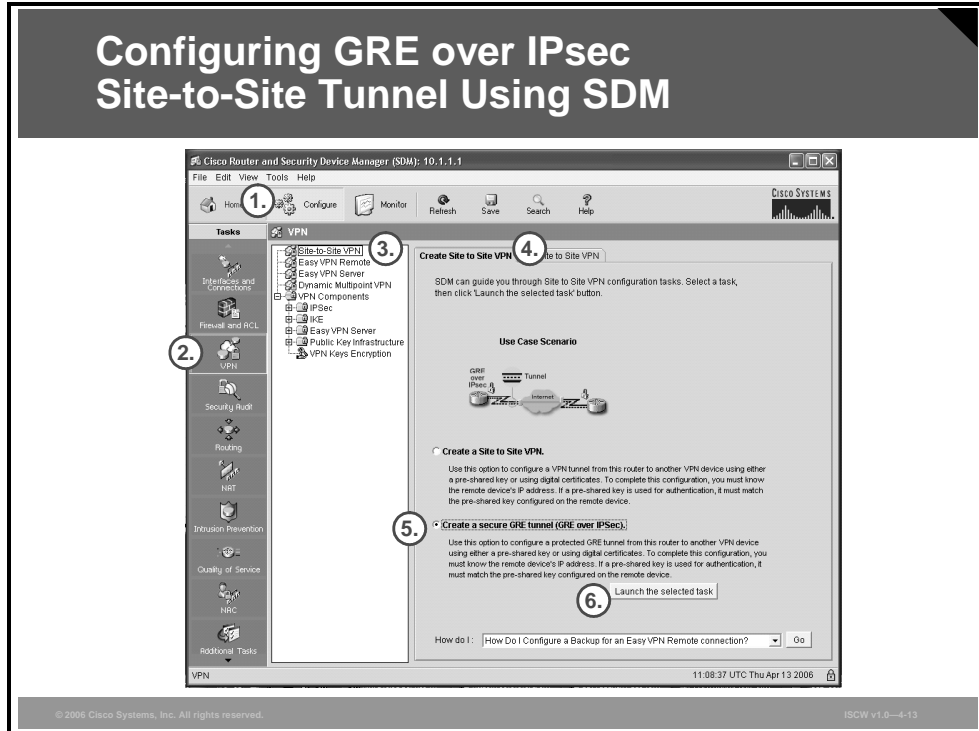 Configuring GRE over IPsec
Site-to-Site Tunnel Using SDM
Cisco Router and Security Device Manager (SDM): 10.1.1.1
File Edit View Tools Help
1.
Home
Configure
Monitor
Refresh
Save
Search
Help
CISCO SYSTEMS
Tasks
VPN
Interfaces and
Connections
Firewall and ACL
2.
VPN
Security Audit
Routing
NAT
Intrusion Prevention
Quality of Service
NAC
Additional Tasks
3.
Site-to-Site VPN
Easy VPN Remote
Easy VPN Server
Dynamic Multipoint VPN
VPN Components
IPSec
IKE
Easy VPN Server
Public Key Infrastructure
VPN Keys Encryption
4.
Create Site to Site VPN
ite to Site VPN
SDM can guide you through Site to Site VPN configuration tasks. Select a task,
then click 'Launch the selected task' button.
Use Case Scenario
GRE
over
IPsec
Tunnel
Internet
Create a Site to Site VPN.
Use this option to configure a VPN tunnel from this router to another VPN device using either
a pre-shared key or using digital certificates. To complete this configuration, you must know
the remote device's IP address. If a pre-shared key is used for authentication, it must match
the pre-shared key configured on the remote device.
5.
Create a secure GRE tunnel (GRE over IPSec).
Use this option to configure a protected GRE tunnel from this router to another VPN device
using either a pre-shared key or using digital certificates. To complete this configuration, you
must know the remote device's IP address. If a pre-shared key is used for authentication, it
must match the pre-shared key configured on the remote device.
6.
Launch the selected task
How do I :
How Do I Configure a Backup for an Easy VPN Remote connection?
Go
VPN
11:08:37 UTC Thu Apr 13 2006
© 2006 Cisco Systems, Inc. All rights reserved.
ISCW v1.0—4-13